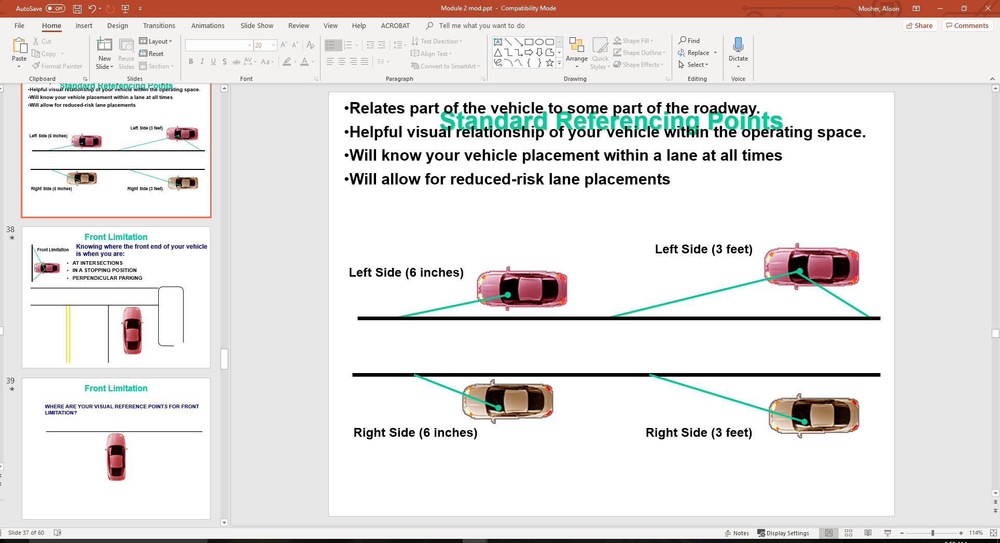 AutoSave Off
Module 2 mod.ppt - Compatibility Mode
Mosher, Alison
File Home Insert Design Transitions Animations Slide Show Review View Help ACROBAT Tell me what you want to do
Share Comments
Paste
Cut
Copy
Format Painter
Clipboard
New Slide
Reuse Slides
Layout
Reset
Section
Slides
20
B I U S ab AV Aa A
Font
Text Direction
Align Text
Convert to SmartArt
Paragraph
Arrange
Quick Styles
Shape Fill
Shape Outline
Shape Effects
Drawing
Find
Replace
Select
Editing
Dictate
Voice
Standard Referencing Points
•Helpful visual relationship of your vehicle within the operating space.
•Will know your vehicle placement within a lane at all times
•Will allow for reduced-risk lane placements
Left Side (3 feet)
Left Side (6 inches)
Right Side (6 inches)
Right Side (3 feet)
38
Front Limitation
Front Limitation
Knowing where the front end of your vehicle
is when you are:
• AT INTERSECTIONS
• IN A STOPPING POSITION
• PERPENDICULAR PARKING
39
Front Limitation
WHERE ARE YOUR VISUAL REFERENCE POINTS FOR FRONT
LIMITATION?
•Relates part of the vehicle to some part of the roadway.
Standard Referencing Points
•Helpful visual relationship of your vehicle within the operating space.
•Will know your vehicle placement within a lane at all times
•Will allow for reduced-risk lane placements
Left Side (3 feet)
Left Side (6 inches)
Right Side (6 inches)
Right Side (3 feet)
Slide 37 of 60
Notes
Display Settings
114%